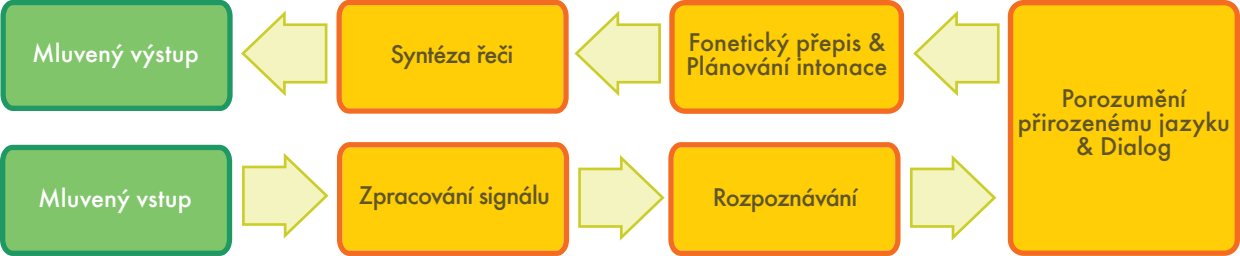 Mluvený výstup
Syntéza řeči
Fonetický přepis &
Plánování intonace
Porozumění
přirozenému jazyku
& Dialog
Mluvený vstup
Zpracování signálu
Rozpoznávání